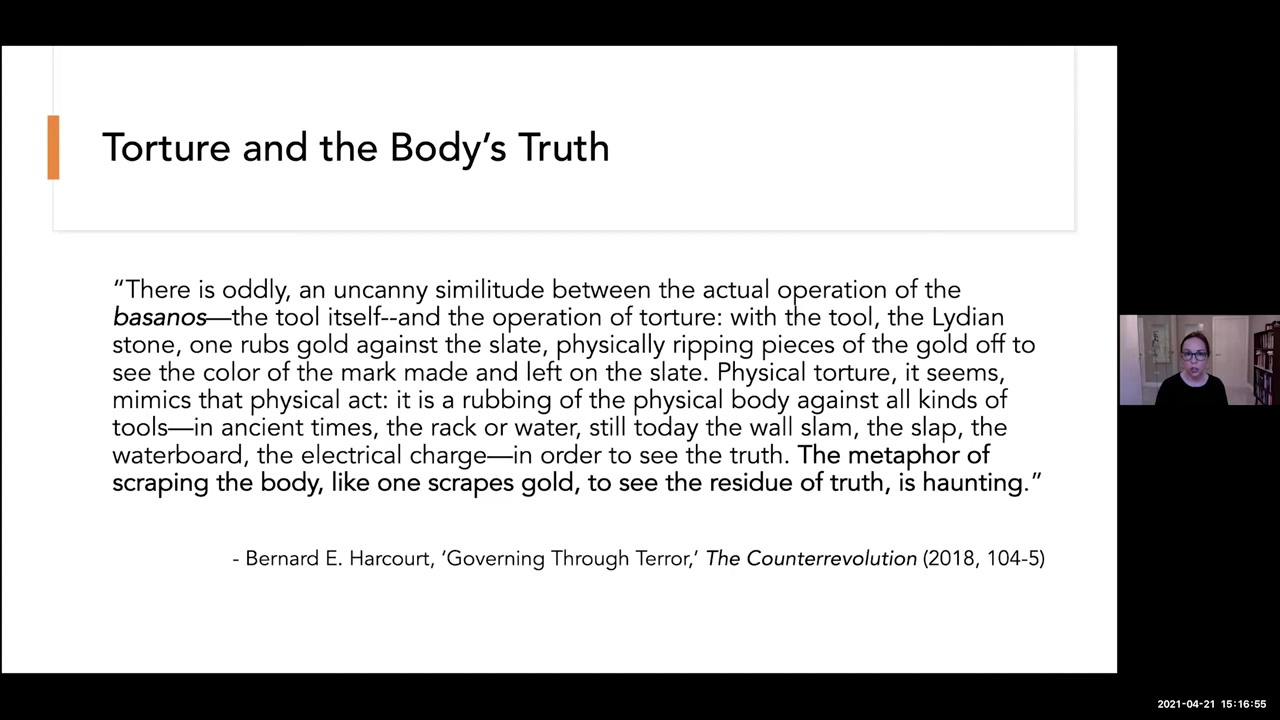 Torture and the Body’s Truth
“There is oddly, an uncanny similitude between the actual operation of the
basanos—the tool itself--and the operation of torture: with the tool, the Lydian
stone, one rubs gold against the slate, physically ripping pieces of the gold off to
see the color of the mark made and left on the slate. Physical torture, it seems,
mimics that physical act: it is a rubbing of the physical body against all kinds of
tools—in ancient times, the rack or water, still today the wall slam, the slap, the
waterboard, the electrical charge—in order to see the truth. The metaphor of
scraping the body, like one scrapes gold, to see the residue of truth, is haunting.”
- Bernard E. Harcourt, ‘Governing Through Terror,’ The Counterrevolution (2018, 104-5)
2021-04-21 15:16:55